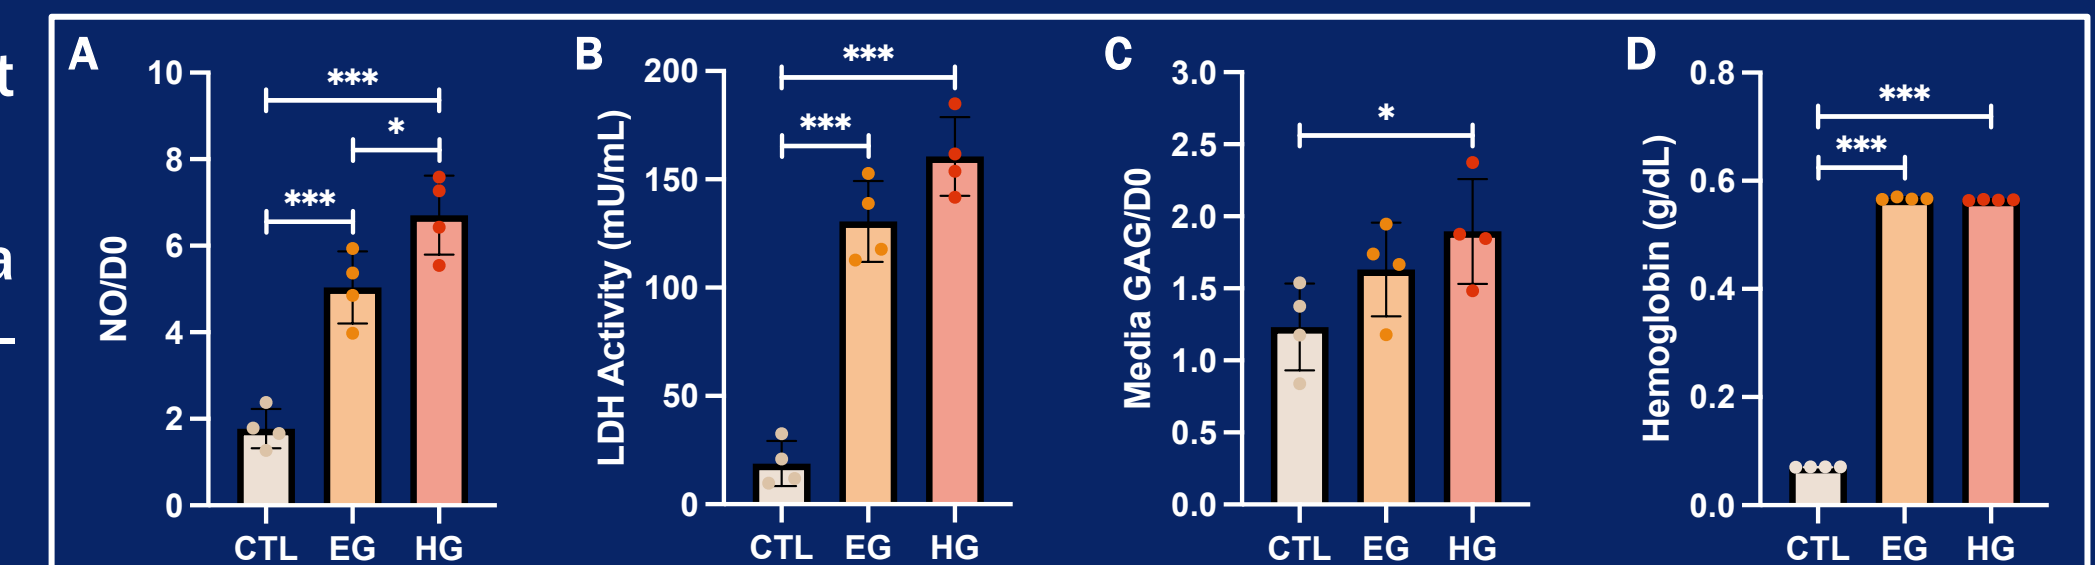 t
a
A
NO/D0
10
8
6
4
2
0
***
*
***
CTL EG HG
B
LDH Activity (mU/mL)
200
150
100
50
0
***
***
CTL EG HG
C
Media GAG/D0
3.0
2.5
2.0
1.5
1.0
0.5
0.0
*
CTL EG HG
D
Hemoglobin (g/dL)
0.8
0.6
0.4
0.2
0.0
***
***
CTL EG HG